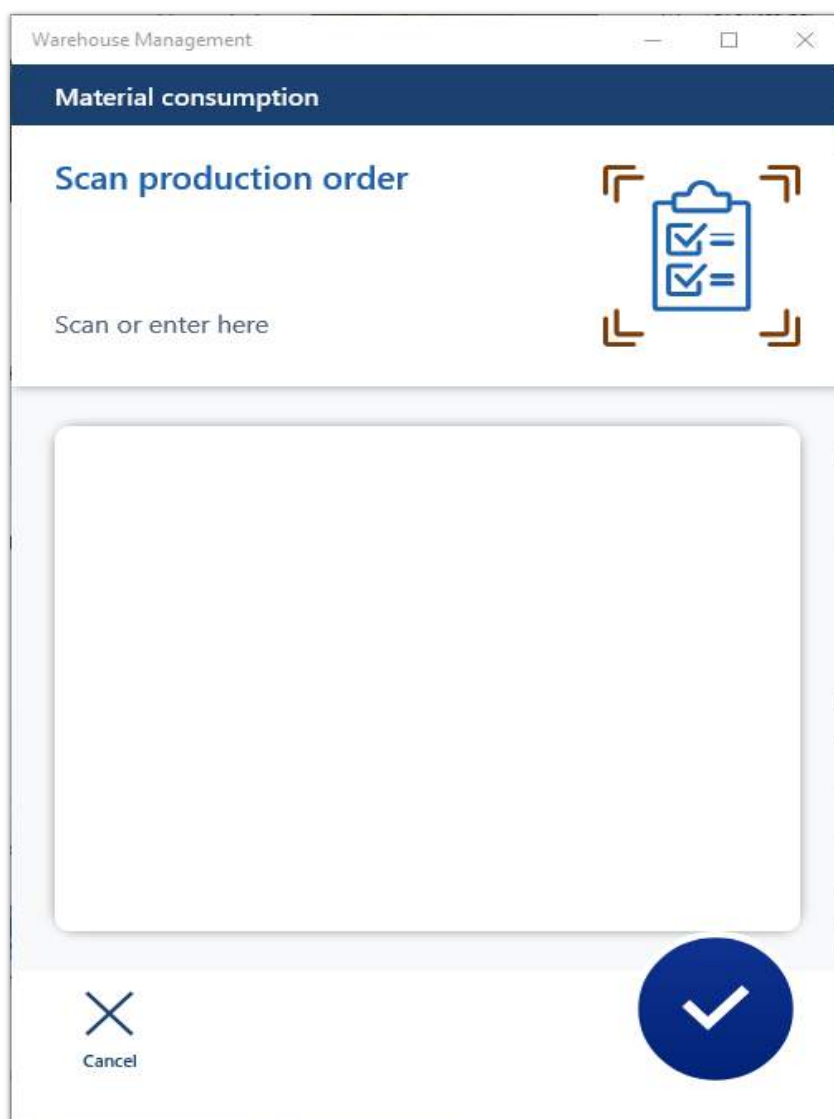 Warehouse Management
Material consumption
Scan production order
Scan or enter here
Cancel